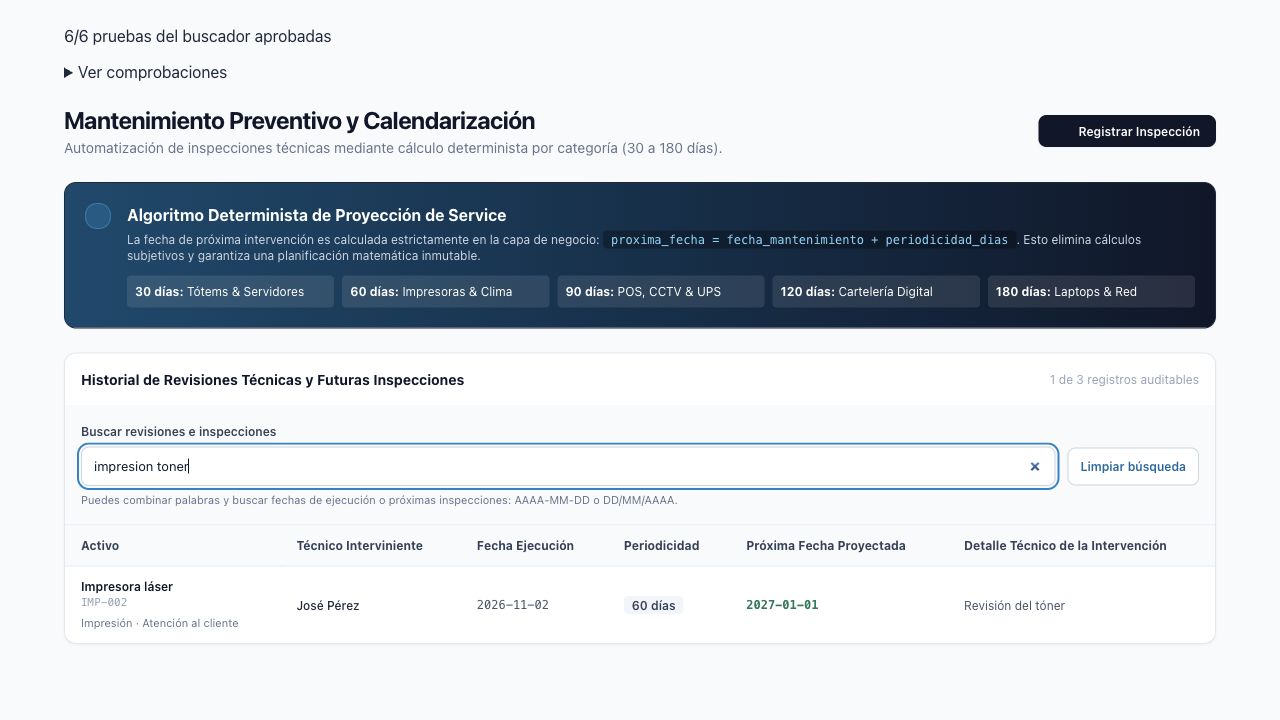 6/6 pruebas del buscador aprobadas
Ver comprobaciones
Mantenimiento Preventivo y Calendarización
Automatización de inspecciones técnicas mediante cálculo determinista por categoría (30 a 180 días).
Registrar Inspección
Algoritmo Determinista de Proyección de Service
La fecha de próxima intervención es calculada estrictamente en la capa de negocio: proxima_fecha = fecha_mantenimiento + periodicidad_dias . Esto elimina cálculos
subjetivos y garantiza una planificación matemática inmutable.
30 días: Tótems & Servidores
60 días: Impresoras & Clima
90 días: POS, CCTV & UPS
120 días: Cartelería Digital
180 días: Laptops & Red
Historial de Revisiones Técnicas y Futuras Inspecciones
1 de 3 registros auditables
Buscar revisiones e inspecciones
impresion toner
Limpiar búsqueda
Puedes combinar palabras y buscar fechas de ejecución o próximas inspecciones: AAAA-MM-DD o DD/MM/AAAA.
Activo Técnico Interviniente Fecha Ejecución Periodicidad Próxima Fecha Proyectada Detalle Técnico de la Intervención
Impresora láser
IMP-002
Impresión · Atención al cliente
José Pérez 2026-11-02 60 días 2027-01-01 Revisión del tóner